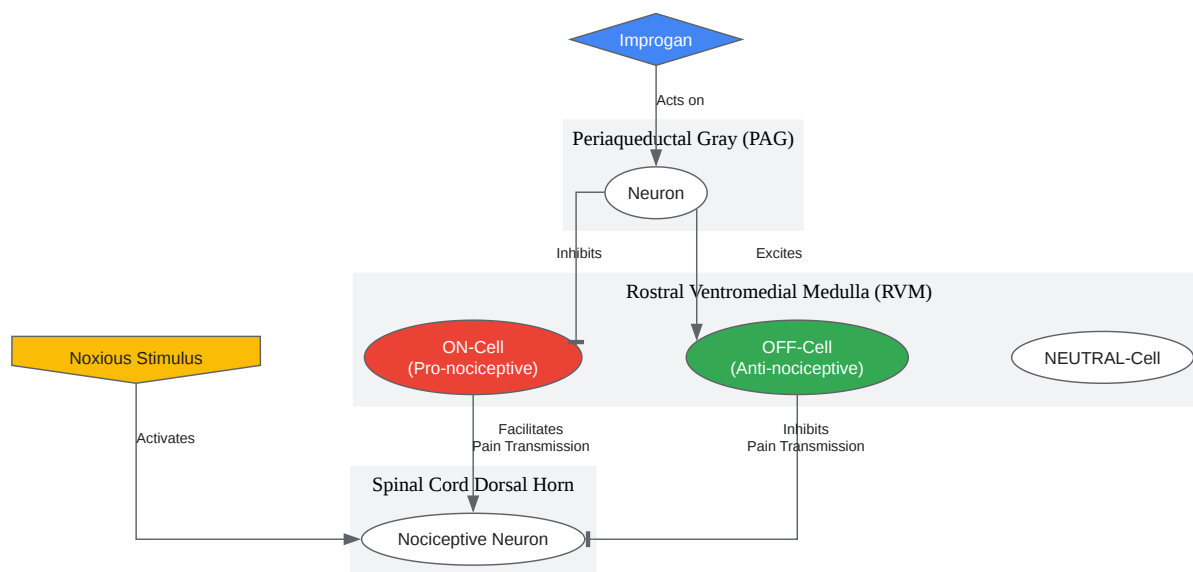 Improgan
Acts on
Periaqueductal Gray (PAG)
Neuron
Inhibits
Excites
Rostral Ventromedial Medulla (RVM)
Noxious Stimulus
ON-Cell
(Pro-nociceptive)
OFF-Cell
(Anti-nociceptive)
NEUTRAL-Cell
Activates
Facilitates
Pain Transmission
Inhibits
Pain Transmission
Spinal Cord Dorsal Horn
Nociceptive Neuron